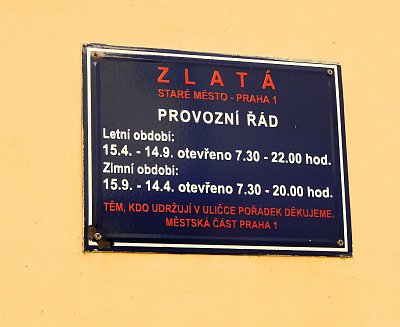 ZLATÁ
STARÉ MĚSTO - PRAHA 1
PROVOZNÍ ŘÁD
Letní období:
15.4. - 14.9. otevřeno 7.30 - 22.00 hod.
Zimní období:
15.9. - 14.4. otevřeno 7.30 - 20.00 hod.
TĚM, KDO UDRŽUJÍ V ULIČCE POŘÁDEK DĚKUJEME.
MĚSTSKÁ ČÁST PRAHA 1